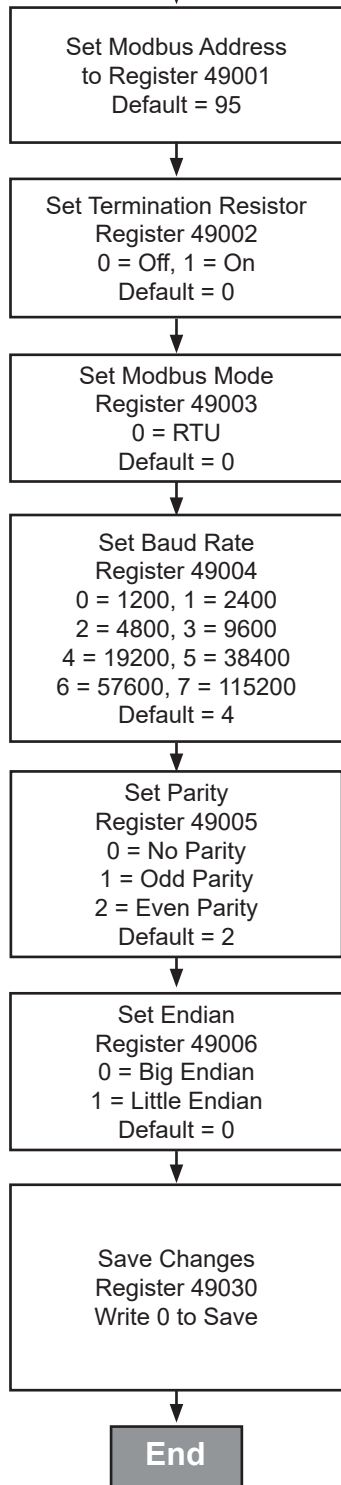 Set Modbus Address
to Register 49001
Default = 95
Set Termination Resistor
Register 49002
0 = Off, 1 = On
Default = 0
Set Modbus Mode
Register 49003
0 = RTU
Default = 0
Set Baud Rate
Register 49004
0 = 1200, 1 = 2400
2 = 4800, 3 = 9600
4 = 19200, 5 = 38400
6 = 57600, 7 = 115200
Default = 4
Set Parity
Register 49005
0 = No Parity
1 = Odd Parity
2 = Even Parity
Default = 2
Set Endian
Register 49006
0 = Big Endian
1 = Little Endian
Default = 0
Save Changes
Register 49030
Write 0 to Save
End